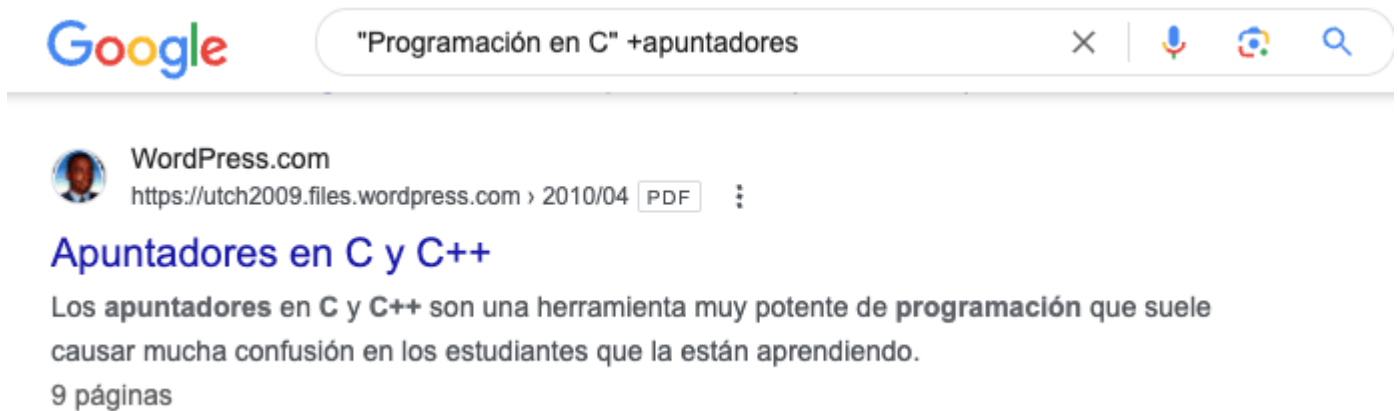 Google
"Programación en C" +apuntadores
WordPress.com
https://utch2009.files.wordpress.com › 2010/04 PDF
Apuntadores en C y C++
Los apuntadores en C y C++ son una herramienta muy potente de programación que suele
causar mucha confusión en los estudiantes que la están aprendiendo.
9 páginas